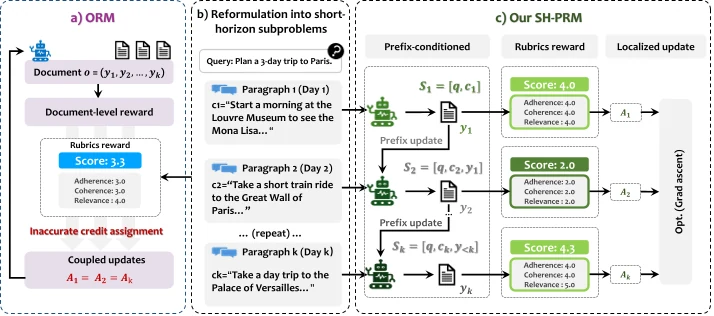 a) ORM
Document o = (y1, y2, ..., yk)
Document-level reward
Rubrics reward
Score: 3.3
Adherence: 3.0
Coherence: 3.0
Relevance : 4.0
Inaccurate credit assignment
Coupled updates
A1 = A2 = Ak
b) Reformulation into short-
horizon subproblems
?
Query: Plan a 3-day trip to Paris.
Paragraph 1 (Day 1)
c1="Start a morning at the
Louvre Museum to see the
Mona Lisa..."
Paragraph 2 (Day 2)
c2="Take a short train ride
to the Great Wall of
Paris..."
... (repeat) ...
Paragraph k (Day k)
ck="Take a day trip to the
Palace of Versailles..."
c) Our SH-PRM
Prefix-conditioned
S1 = [q, c1]
y1
Prefix update
S2 = [q, c2, y1]
y2
Prefix update
...
Sk = [q, ck, y<k]
yk
Rubrics reward
Score: 4.0
Adherence: 4.0
Coherence: 4.0
Relevance : 4.0
Score: 2.0
Adherence: 2.0
Coherence: 2.0
Relevance : 2.0
Score: 4.3
Adherence: 4.0
Coherence: 4.0
Relevance: 5.0
Localized update
A1
A2
Ak
Opt. (Grad ascent)